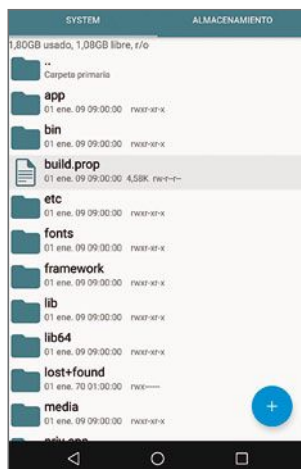 SYSTEM
ALMACENAMIENTO
1,80GB usado, 1,08GB libre, r/o
..
Carpeta primaria
app
01 ene. 09 09:00:00 rwxr-xr-x
bin
01 ene. 09 09:00:00 rwxr-xr-x
build.prop
01 ene. 09 09:00:00 4,58K rw-r--r--
etc
01 ene. 09 09:00:00 rwxr-xr-x
fonts
01 ene. 09 09:00:00 rwxr-xr-x
framework
01 ene. 09 09:00:00 rwxr-xr-x
lib
01 ene. 09 09:00:00 rwxr-xr-x
lib64
01 ene. 09 09:00:00 rwxr-xr-x
lost+found
01 ene. 70 01:00:00 rwx------
media
01 ene. 09 09:00:00 rwxr-xr-x